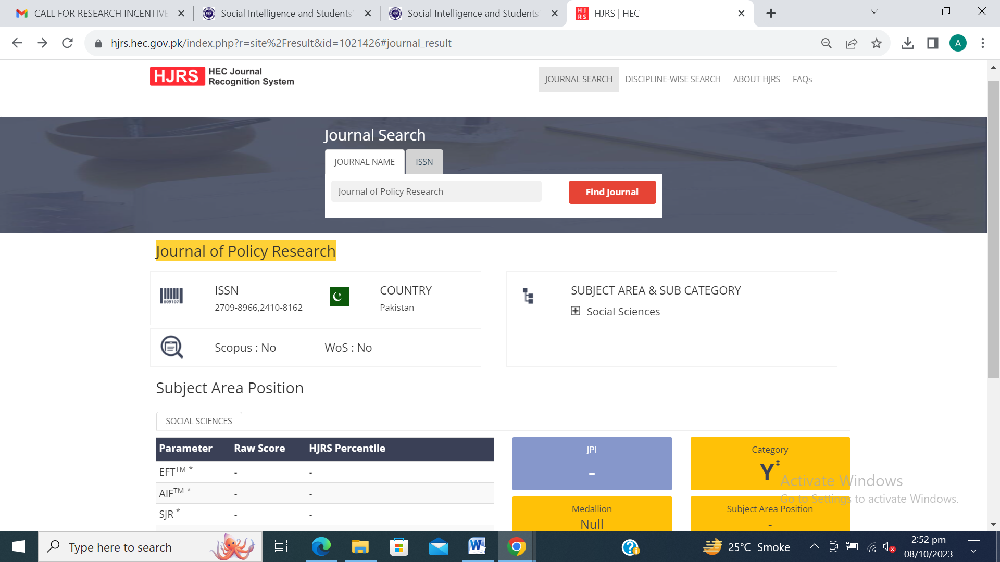 CALL FOR RESEARCH INCENTIVE
Social Intelligence and Students'
Social Intelligence and Students'
HJRS | HEC
hjrs.hec.gov.pk/index.php?r=site%2Fresult&id=1021426#journal_result
A
HJRS HEC Journal
Recognition System
JOURNAL SEARCH DISCIPLINE-WISE SEARCH ABOUT HJRS FAQs
Journal Search
JOURNAL NAME ISSN
Journal of Policy Research Find Journal
Journal of Policy Research
ISSN COUNTRY
809107
2709-8966,2410-8162 Pakistan
SUBJECT AREA & SUB CATEGORY
Social Sciences
Scopus : No WoS : No
Subject Area Position
SOCIAL SCIENCES
Parameter Raw Score HJRS Percentile
EFT™ * - -
AIF™ * - -
SJR * - -
JPI
-
Category
Y‡
Medallion
Null
Subject Area Position
-
Activate Windows
Go to Settings to activate Windows.
Type here to search
25°C Smoke
2:52 pm
08/10/2023